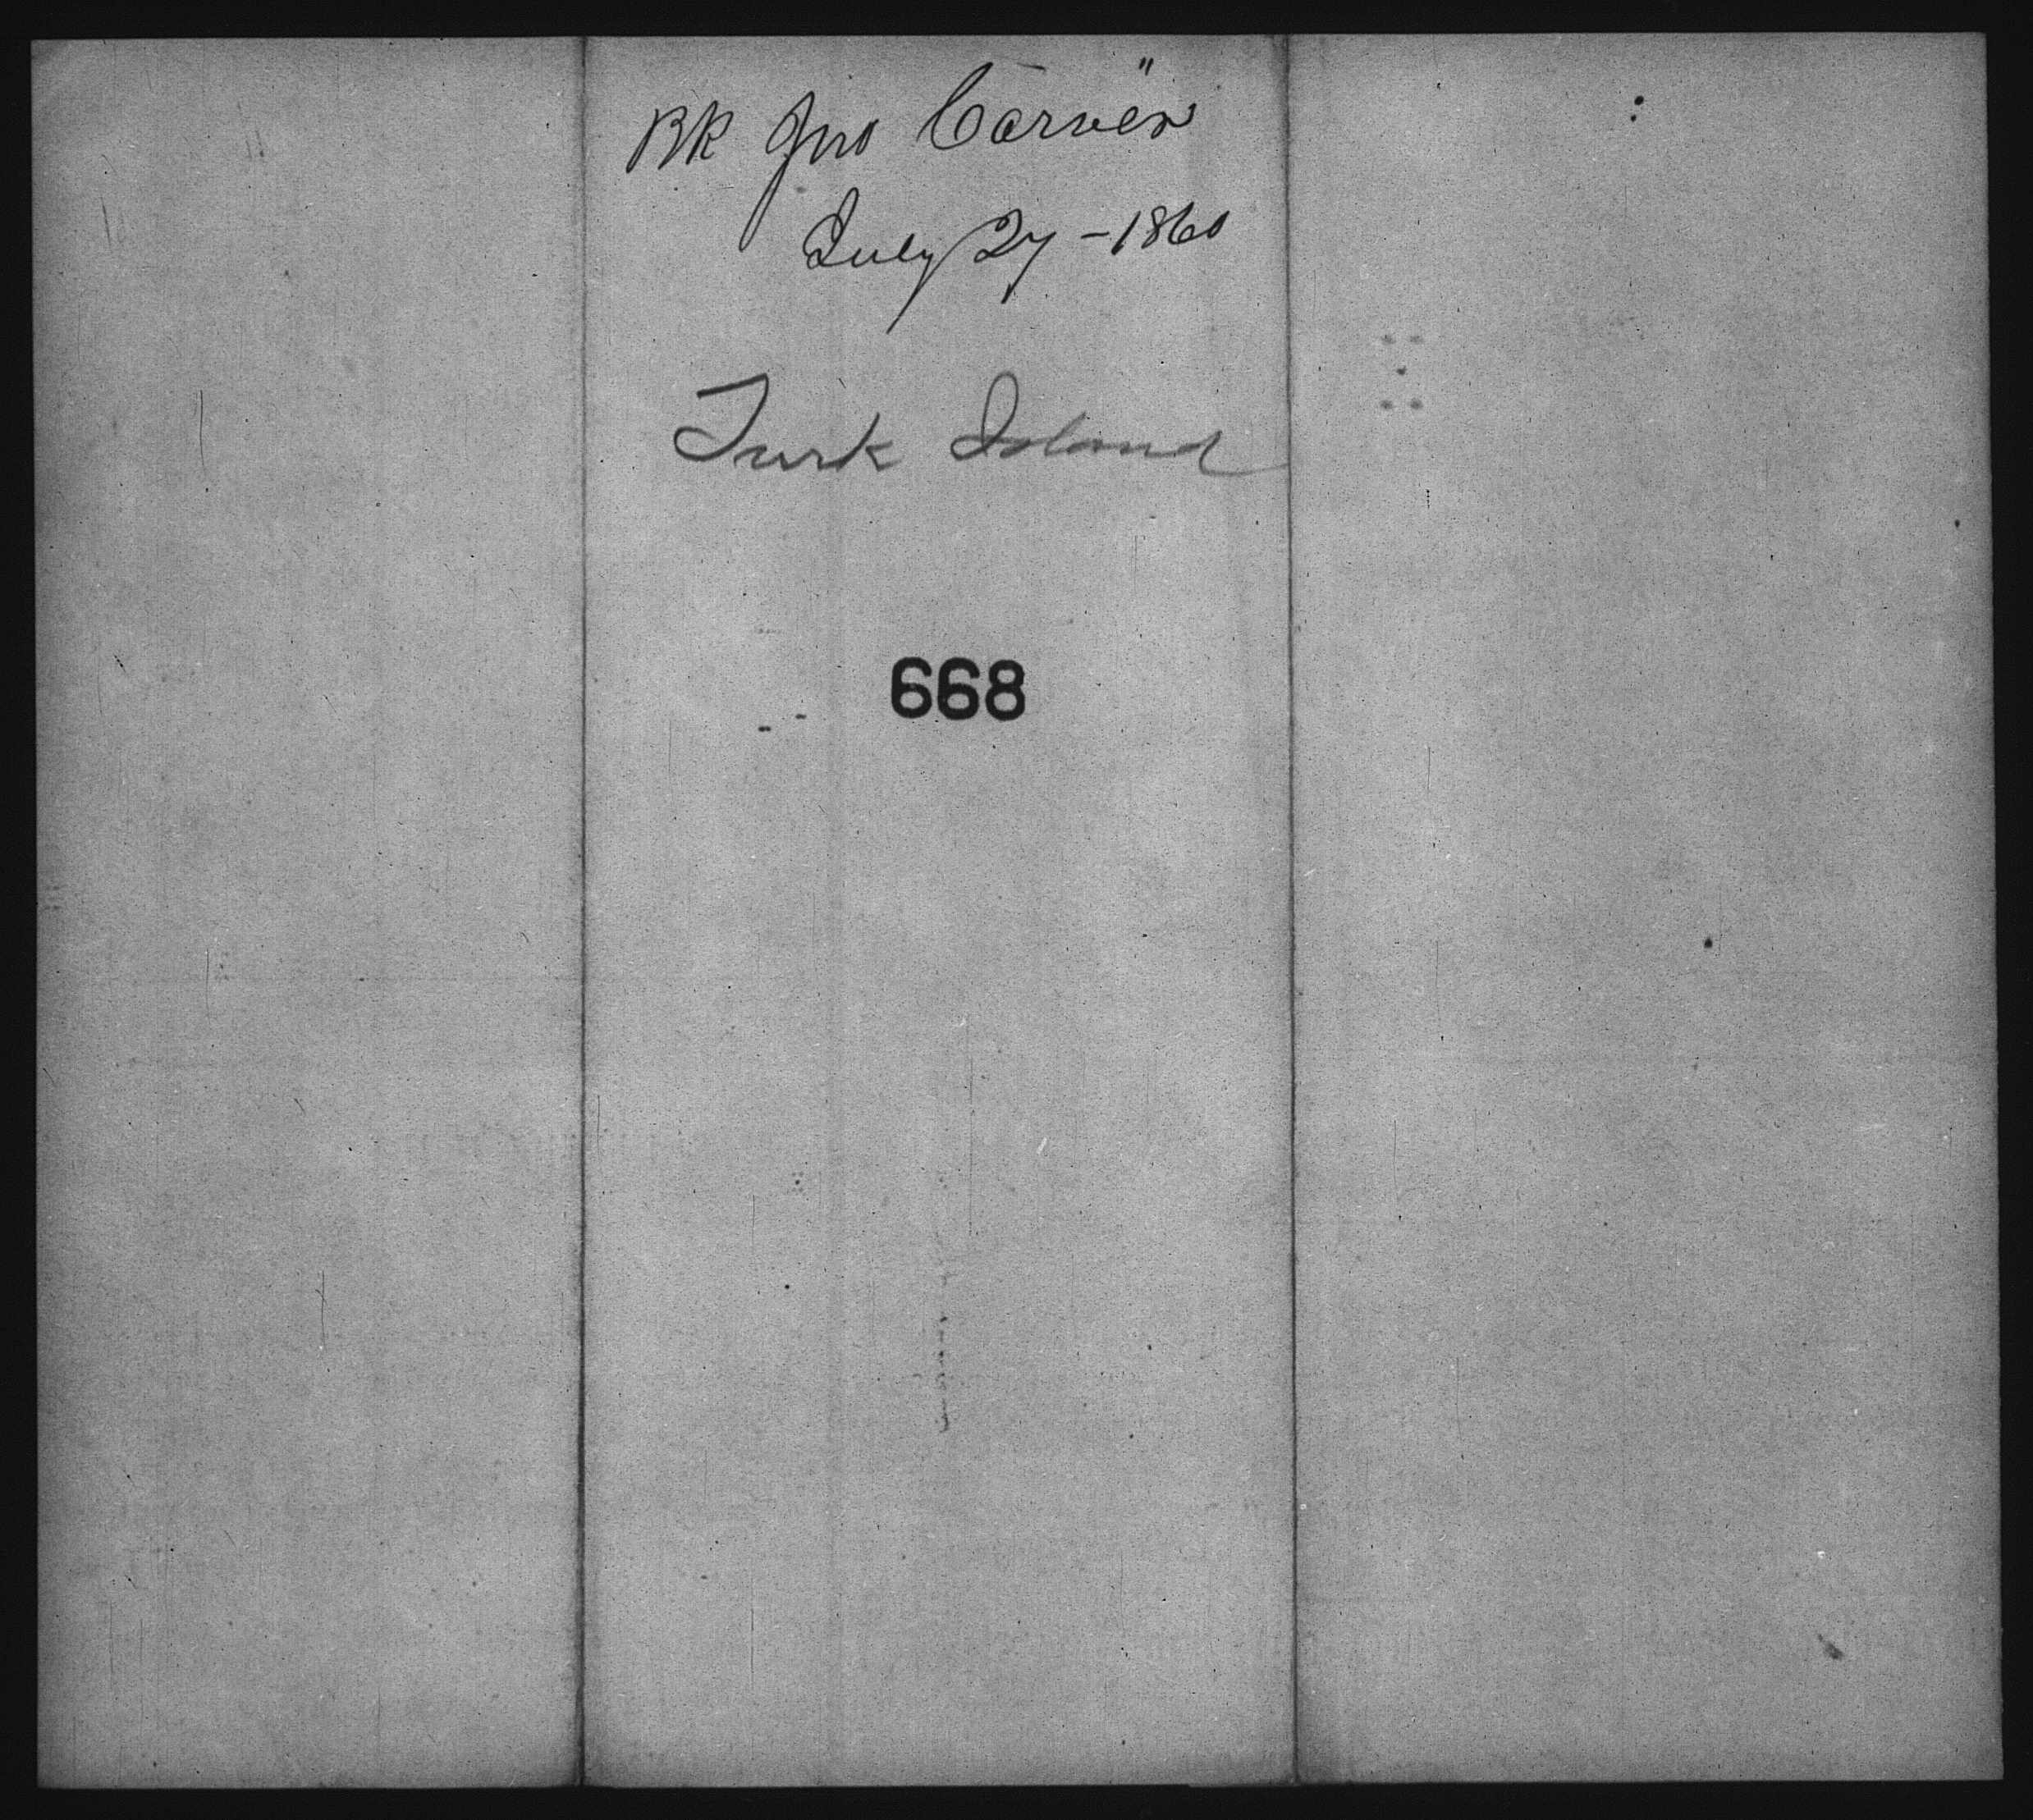 Bk Jno Carver"
July 27 - 1860
Turk Island
668